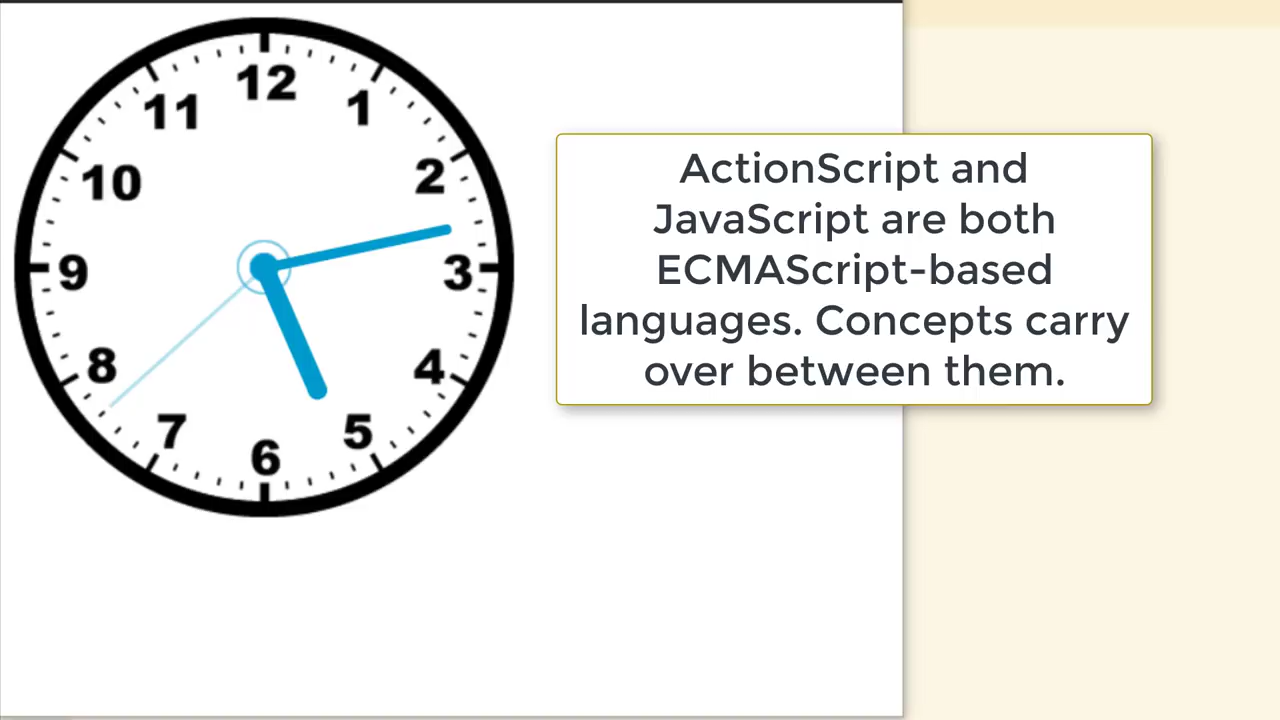 12
11
1
10
2
9
3
8
4
7
5
6
ActionScript and
JavaScript are both
ECMAScript-based
languages. Concepts carry
over between them.